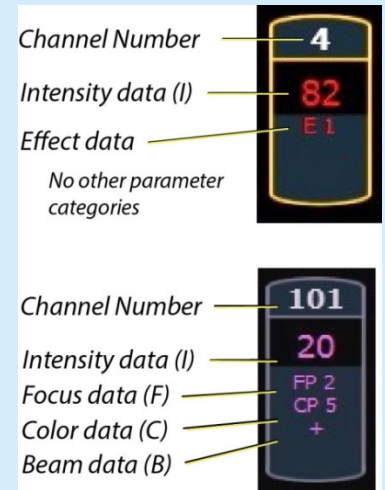 Channel Number
4
Intensity data (I)
82
Effect data
E 1
No other parameter
categories
Channel Number
101
Intensity data (I)
20
Focus data (F)
FP 2
Color data (C)
CP 5
Beam data (B)
+